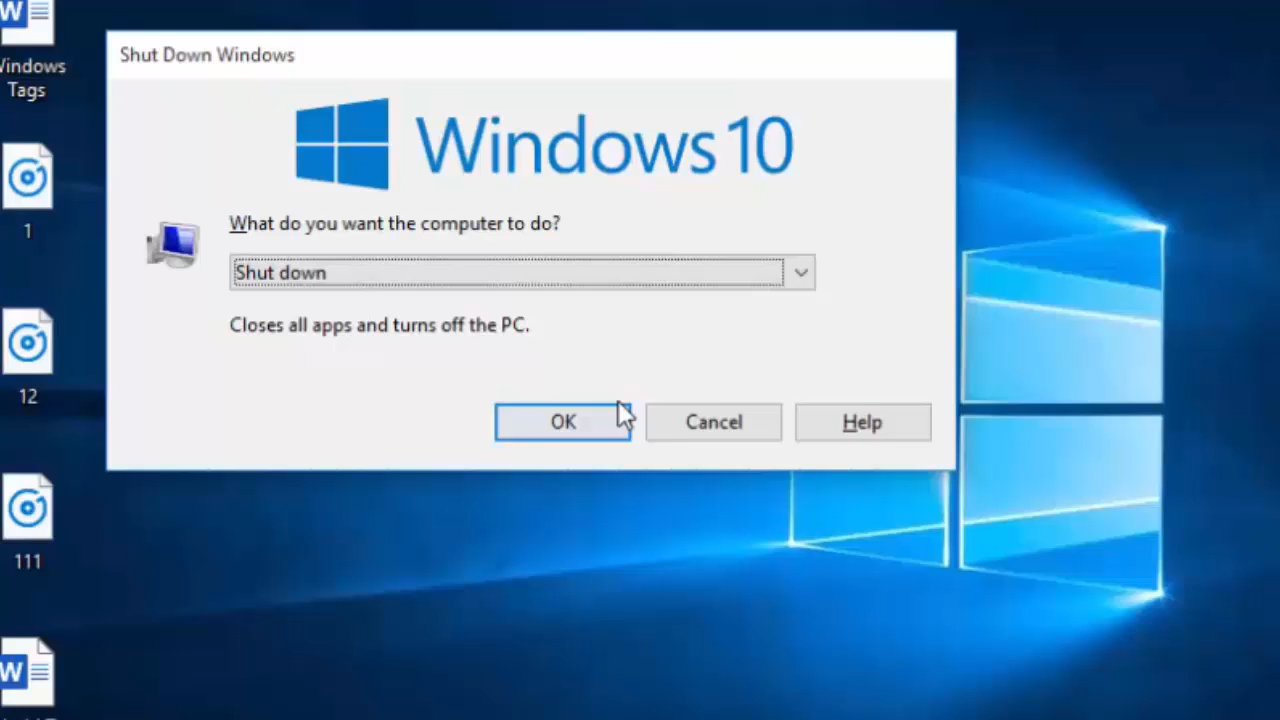 Windows
Tags
1
12
111
Shut Down Windows
Windows 10
What do you want the computer to do?
Shut down
Closes all apps and turns off the PC.
OK
Cancel
Help
W
W